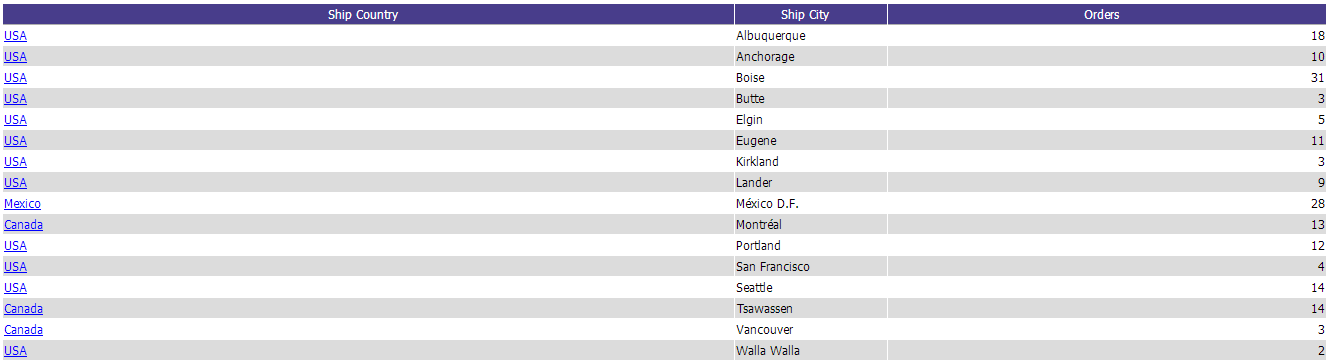 Ship Country Ship City Orders
USA Albuquerque 18
USA Anchorage 10
USA Boise 31
USA Butte 3
USA Elgin 5
USA Eugene 11
USA Kirkland 3
USA Lander 9
Mexico México D.F. 28
Canada Montréal 13
USA Portland 12
USA San Francisco 4
USA Seattle 14
Canada Tsawassen 14
Canada Vancouver 3
USA Walla Walla 2